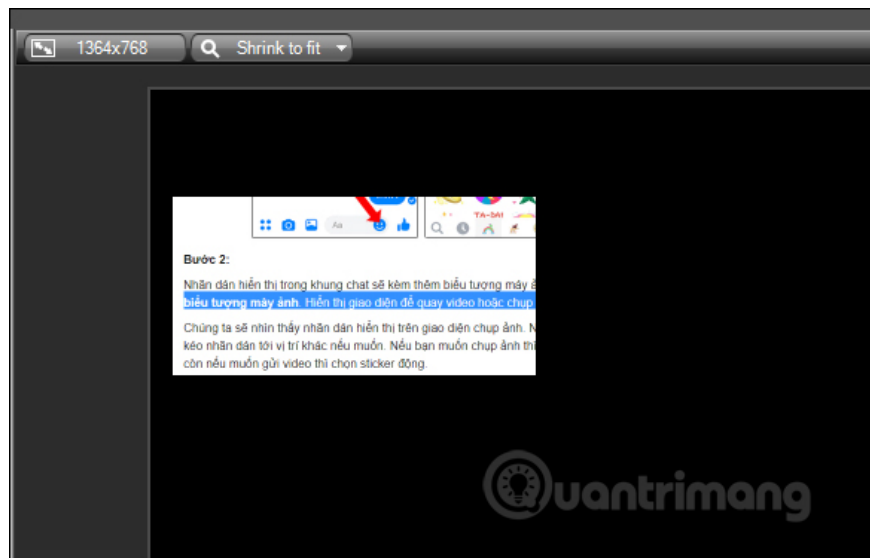 1364x768 Shrink to fit
Aa
TA-DA!
Bước 2:
Nhãn dán hiển thị trong khung chat sẽ kèm thêm biểu tượng máy
biểu tượng máy ảnh. Hiển thị giao diện để quay video hoặc chụp
Chúng ta sẽ nhìn thấy nhãn dán hiển thị trên giao diện chụp ảnh. N
kéo nhãn dán tới vị trí khác nếu muốn. Nếu bạn muốn chụp ảnh thì
còn nếu muốn gửi video thì chọn sticker động.
Quantrimang